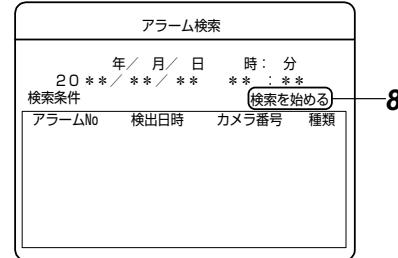 アラーム検索
年／ 月／ 日 時： 分
２０＊＊／＊＊／＊＊ ＊＊ ：＊＊
検索条件 検索を始める 8
アラームNo 検出日時 カメラ番号 種類